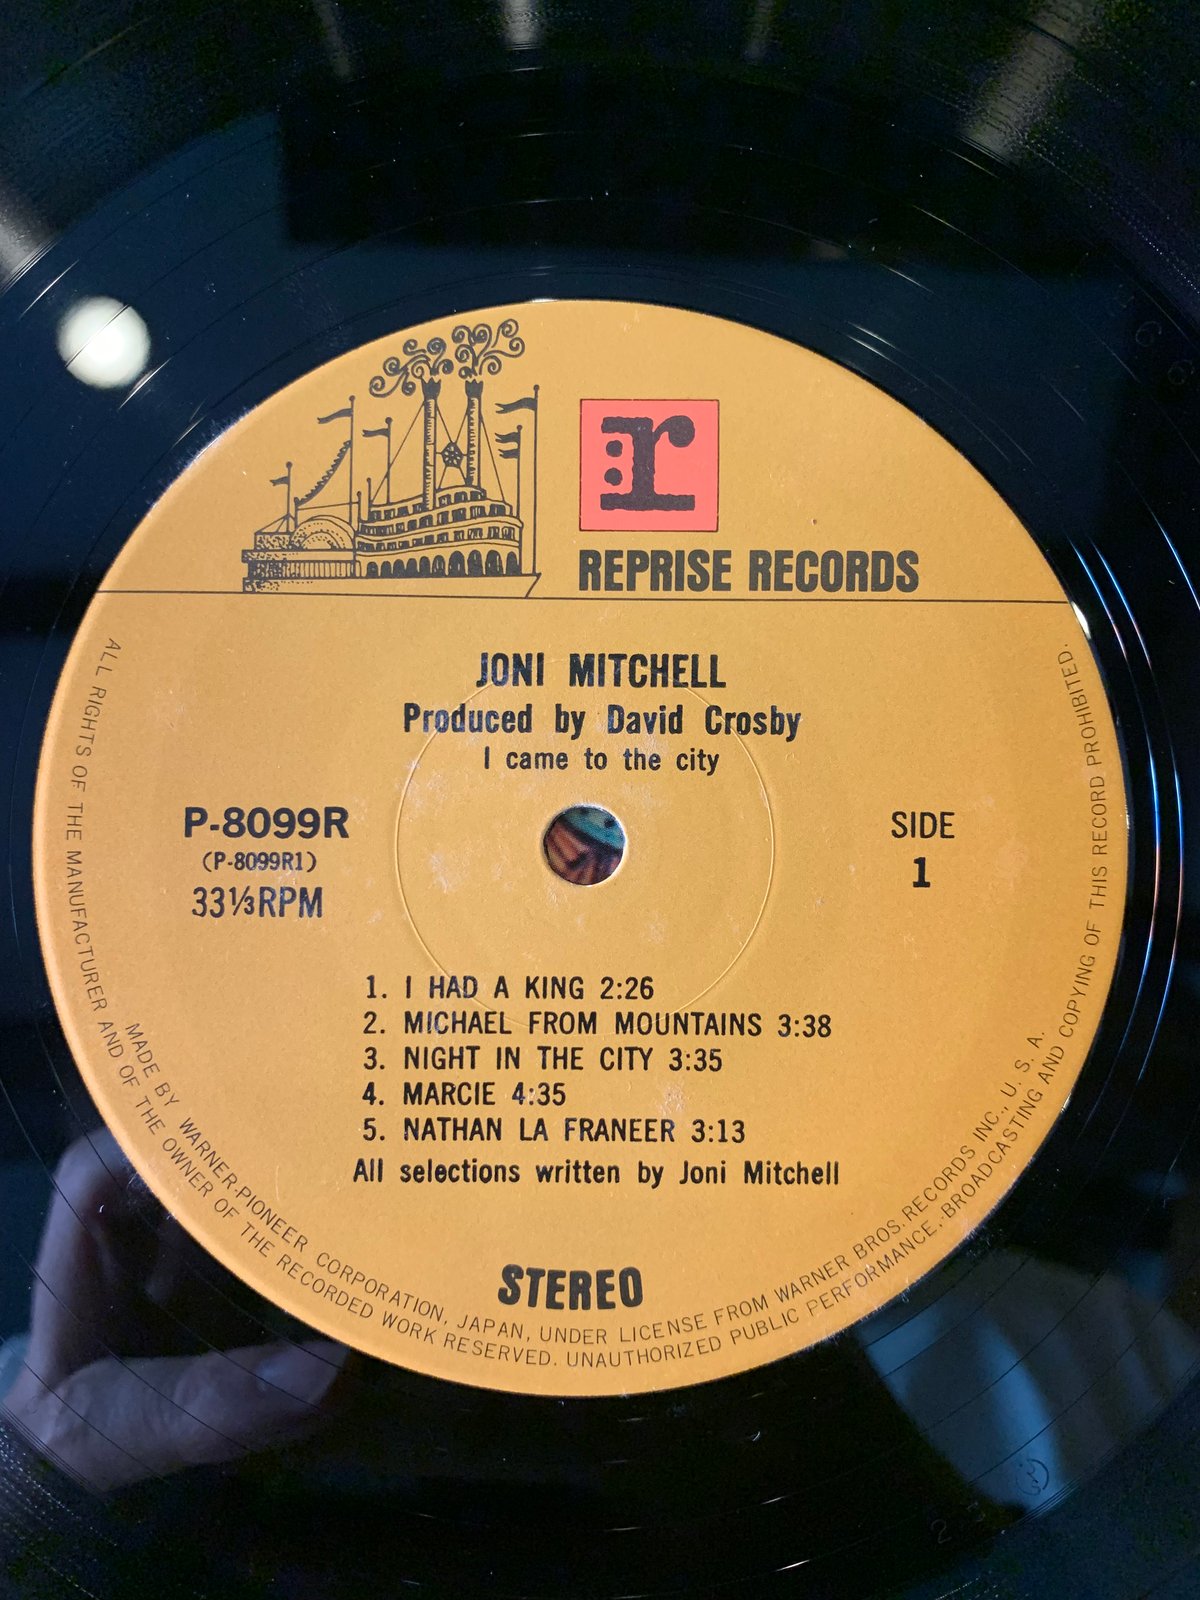 :r
REPRISE RECORDS
JONI MITCHELL
Produced by David Crosby
I came to the city
P-8099R
(P-8099R1)
33⅓RPM
SIDE
1
1. I HAD A KING 2:26
2. MICHAEL FROM MOUNTAINS 3:38
3. NIGHT IN THE CITY 3:35
4. MARCIE 4:35
5. NATHAN LA FRANEER 3:13
All selections written by Joni Mitchell
STEREO
MADE BY WARNER-PIONEER CORPORATION, JAPAN, UNDER LICENSE FROM WARNER BROS. RECORDS INC., U. S. A.
ALL RIGHTS OF THE MANUFACTURER AND OF THE OWNER OF THE RECORDED WORK RESERVED. UNAUTHORIZED PUBLIC PERFORMANCE, BROADCASTING AND COPYING OF THIS RECORD PROHIBITED.